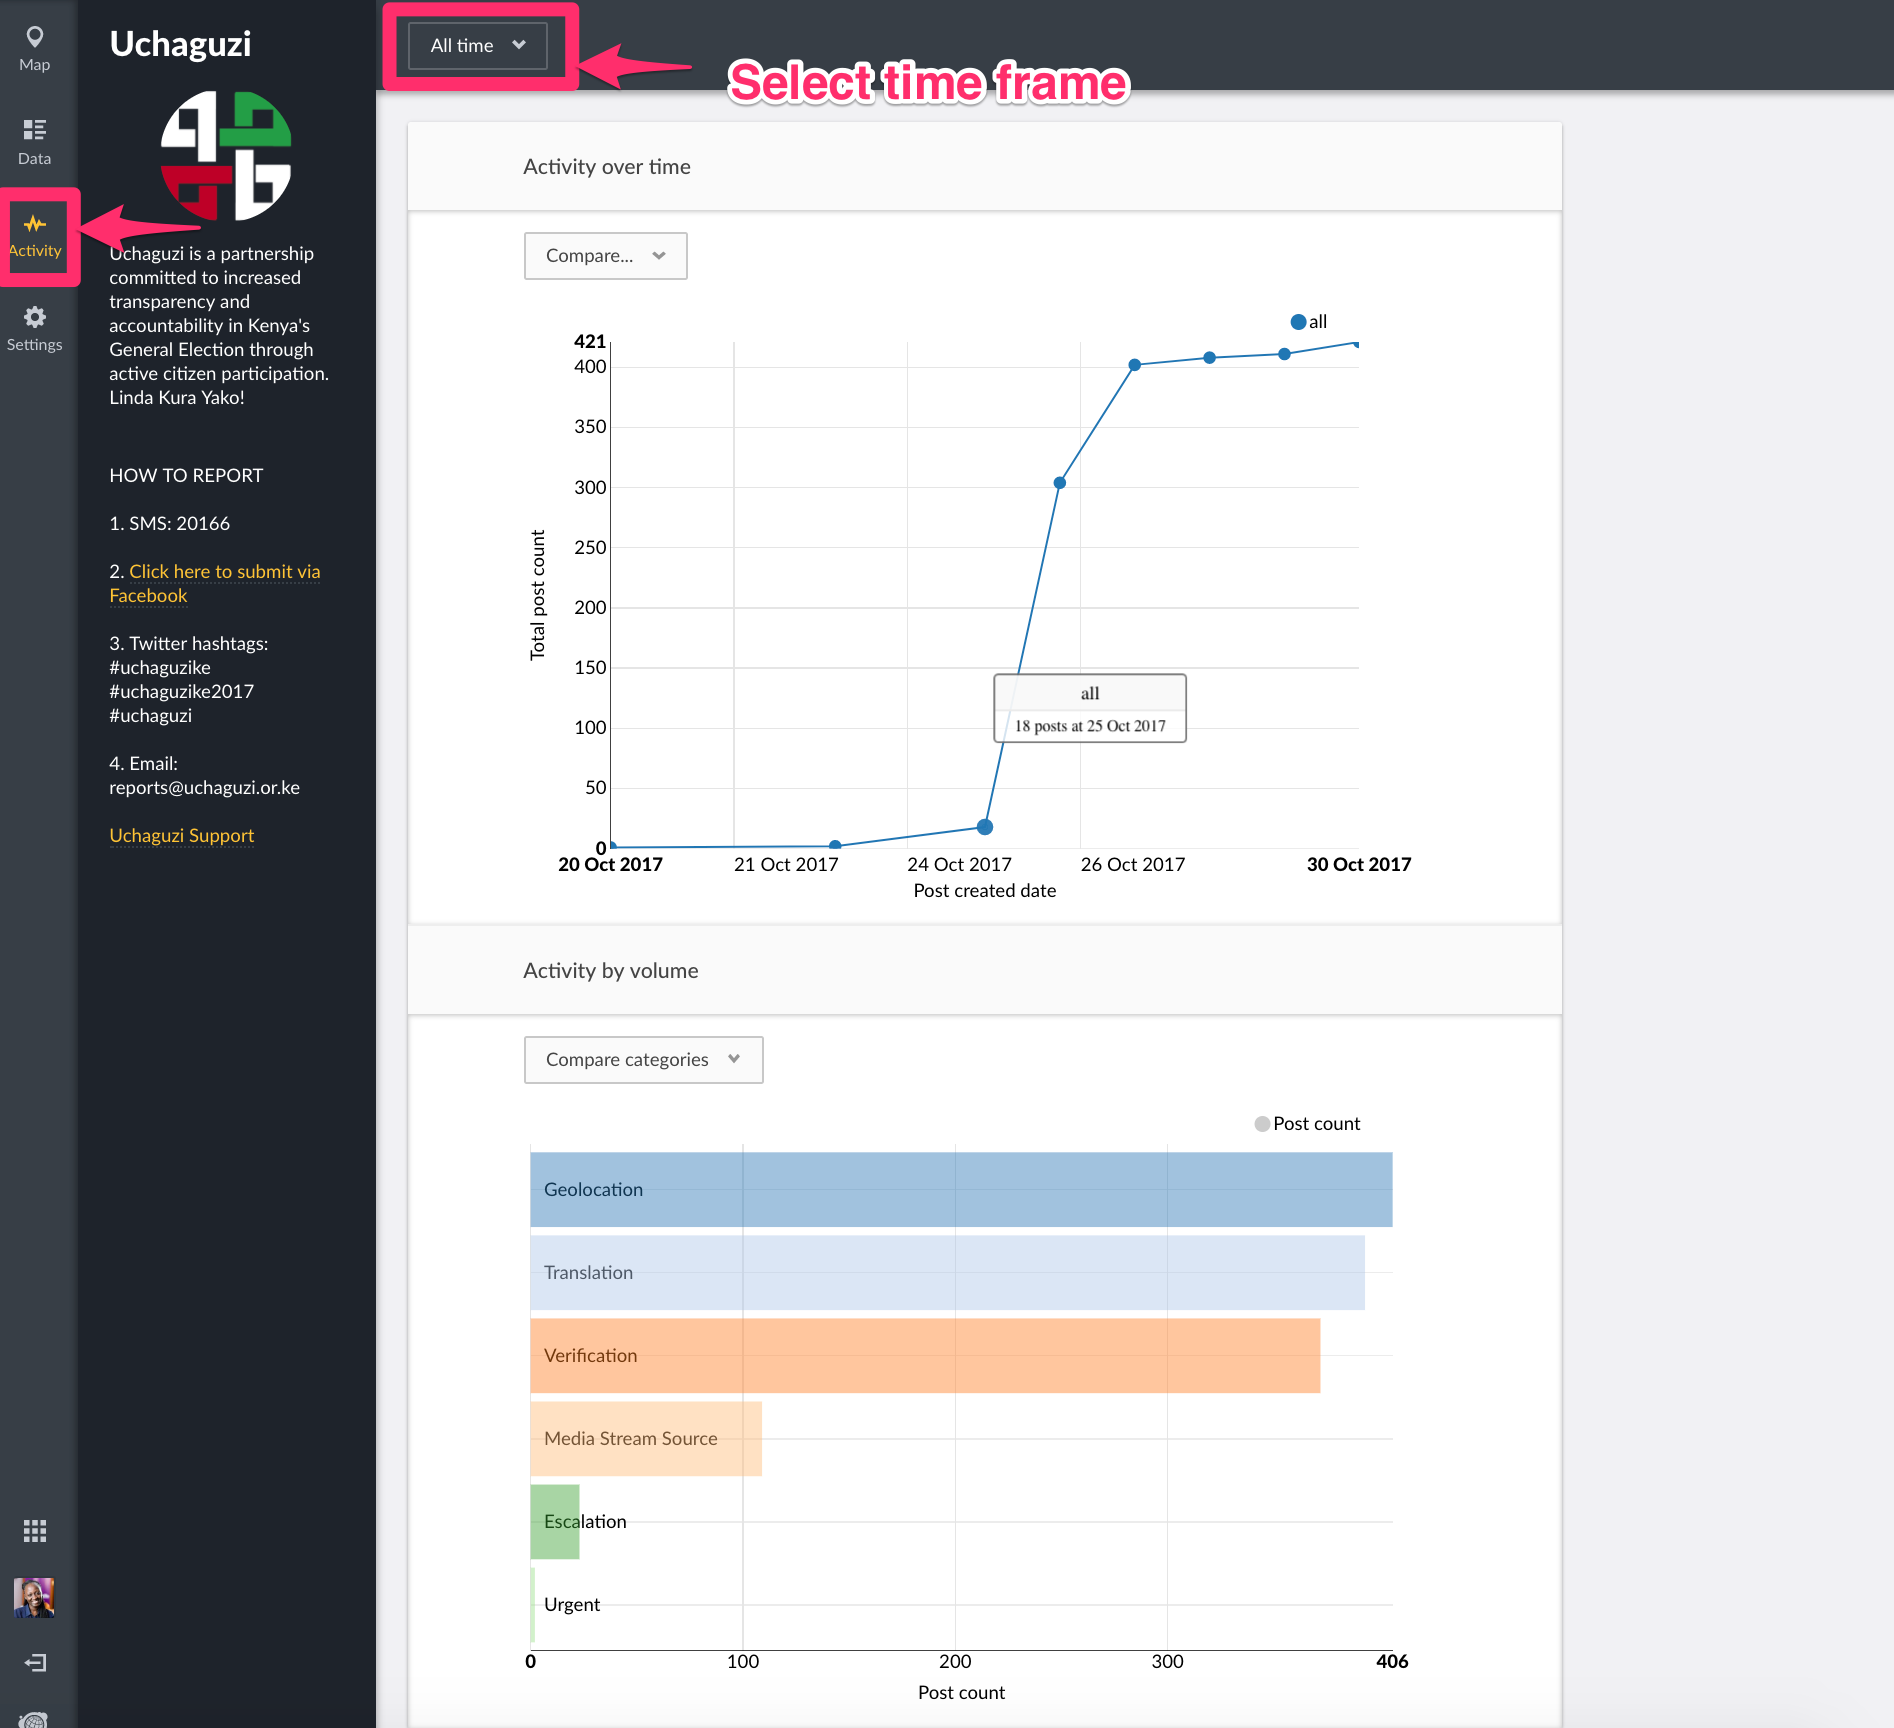 Map
Data
Activity
Settings
Uchaguzi
Uchaguzi is a partnership
committed to increased
transparency and
accountability in Kenya's
General Election through
active citizen participation.
Linda Kura Yako!
HOW TO REPORT
1. SMS: 20166
2. Click here to submit via
Facebook
3. Twitter hashtags:
#uchaguzike
#uchaguzike2017
#uchaguzi
4. Email:
reports@uchaguzi.or.ke
Uchaguzi Support
All time
Select time frame
Activity over time
Compare...
all
421
400
350
300
250
200
150
100
50
0
Total post count
all
18 posts at 25 Oct 2017
20 Oct 2017
21 Oct 2017
24 Oct 2017
26 Oct 2017
30 Oct 2017
Post created date
Activity by volume
Compare categories
Post count
Geolocation
Translation
Verification
Media Stream Source
Escalation
Urgent
0
100
200
300
406
Post count